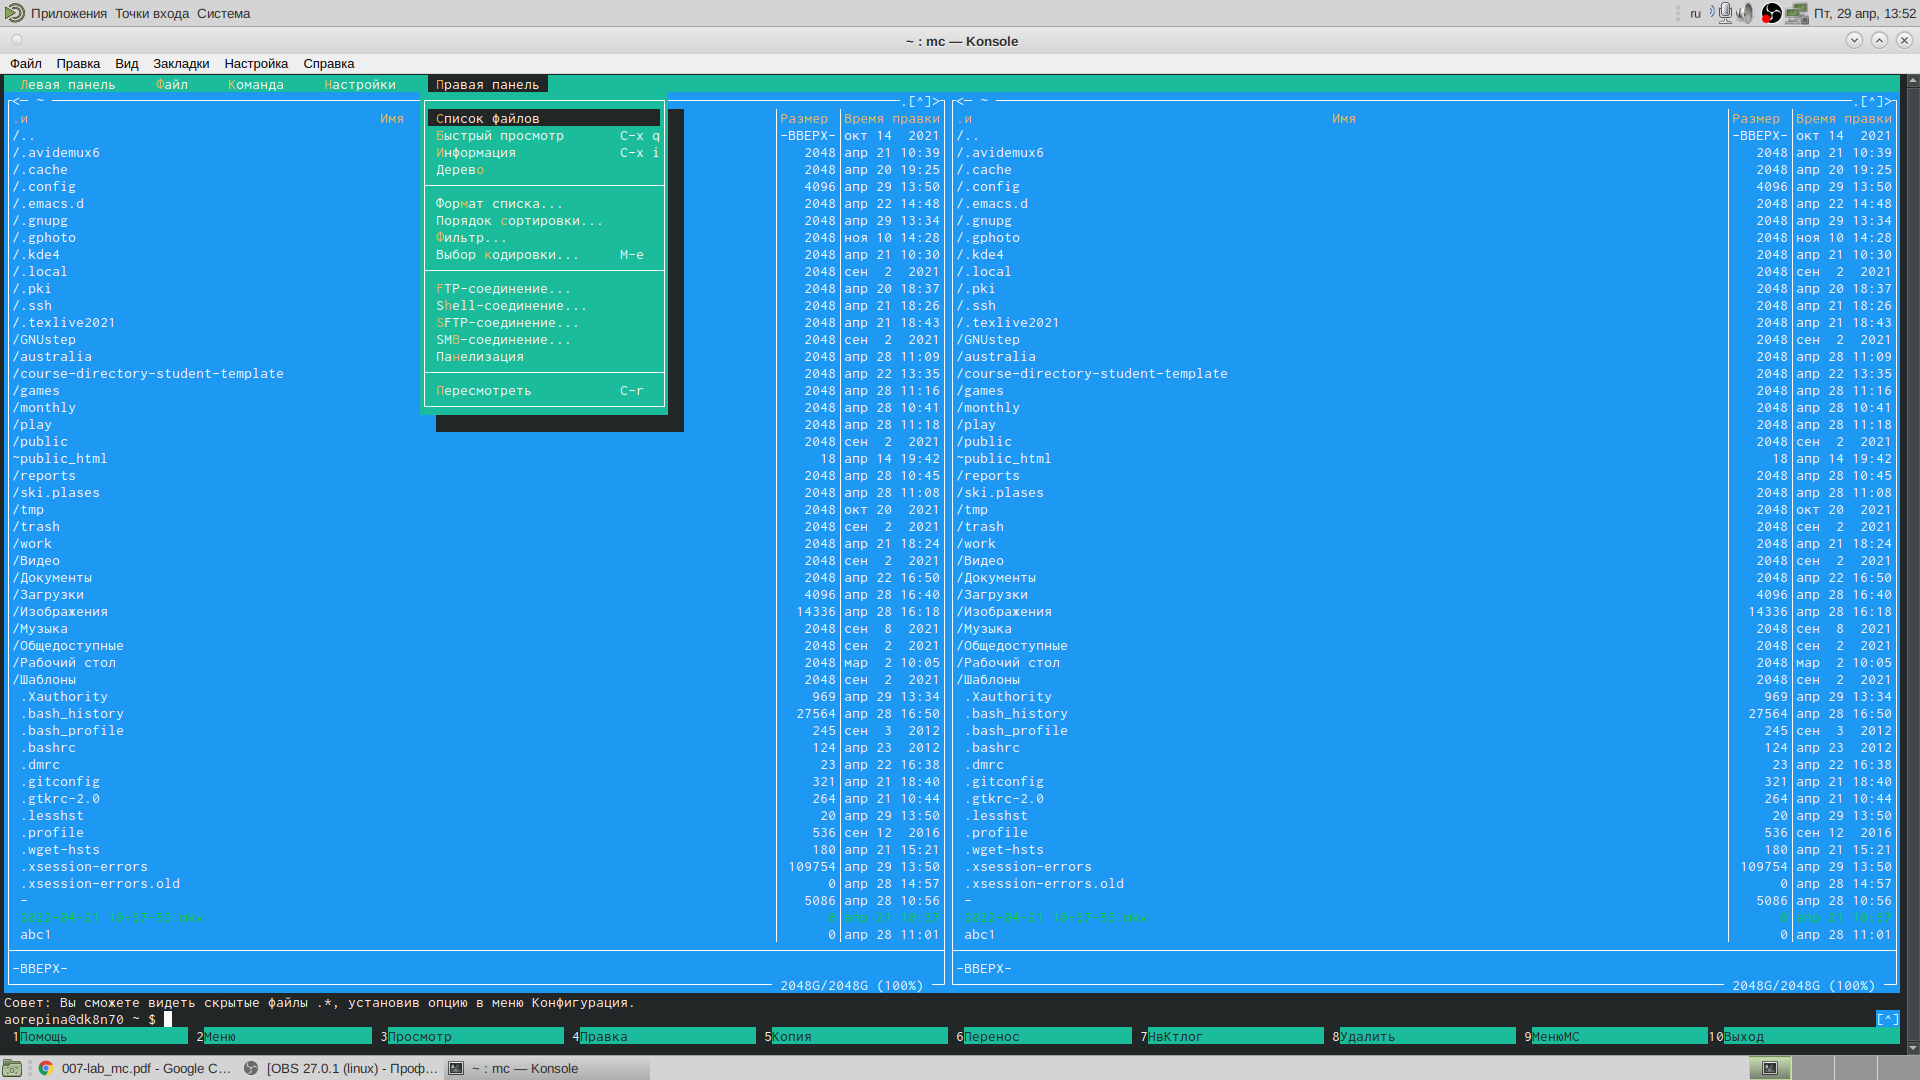 Приложения Точки входа Система
ru Пт, 29 апр, 13:52
~ : mc — Konsole
Файл Правка Вид Закладки Настройка Справка
Левая панель Файл Команда Настройки Правая панель
<— ~ .[^]> <— ~ .[^]>
.и Имя Размер Время правки .и Имя Размер Время правки
Список файлов
Быстрый просмотр C-x q
Информация C-x i
Дерево
Формат списка...
Порядок сортировки...
Фильтр...
Выбор кодировки... M-e
FTP-соединение...
Shell-соединение...
SFTP-соединение...
SMB-соединение...
Панелизация
Пересмотреть C-r
/.. -ВВЕРХ- окт 14 2021 /.. -ВВЕРХ- окт 14 2021
/.avidemux6 2048 апр 21 10:39 /.avidemux6 2048 апр 21 10:39
/.cache 2048 апр 20 19:25 /.cache 2048 апр 20 19:25
/.config 4096 апр 29 13:50 /.config 4096 апр 29 13:50
/.emacs.d 2048 апр 22 14:48 /.emacs.d 2048 апр 22 14:48
/.gnupg 2048 апр 29 13:34 /.gnupg 2048 апр 29 13:34
/.gphoto 2048 ноя 10 14:28 /.gphoto 2048 ноя 10 14:28
/.kde4 2048 апр 21 10:30 /.kde4 2048 апр 21 10:30
/.local 2048 сен 2 2021 /.local 2048 сен 2 2021
/.pki 2048 апр 20 18:37 /.pki 2048 апр 20 18:37
/.ssh 2048 апр 21 18:26 /.ssh 2048 апр 21 18:26
/.texlive2021 2048 апр 21 18:43 /.texlive2021 2048 апр 21 18:43
/GNUstep 2048 сен 2 2021 /GNUstep 2048 сен 2 2021
/australia 2048 апр 28 11:09 /australia 2048 апр 28 11:09
/course-directory-student-template 2048 апр 22 13:35 /course-directory-student-template 2048 апр 22 13:35
/games 2048 апр 28 11:16 /games 2048 апр 28 11:16
/monthly 2048 апр 28 10:41 /monthly 2048 апр 28 10:41
/play 2048 апр 28 11:18 /play 2048 апр 28 11:18
/public 2048 сен 2 2021 /public 2048 сен 2 2021
~public_html 18 апр 14 19:42 ~public_html 18 апр 14 19:42
/reports 2048 апр 28 10:45 /reports 2048 апр 28 10:45
/ski.plases 2048 апр 28 11:08 /ski.plases 2048 апр 28 11:08
/tmp 2048 окт 20 2021 /tmp 2048 окт 20 2021
/trash 2048 сен 2 2021 /trash 2048 сен 2 2021
/work 2048 апр 21 18:24 /work 2048 апр 21 18:24
/Видео 2048 сен 2 2021 /Видео 2048 сен 2 2021
/Документы 2048 апр 22 16:50 /Документы 2048 апр 22 16:50
/Загрузки 4096 апр 28 16:40 /Загрузки 4096 апр 28 16:40
/Изображения 14336 апр 28 16:18 /Изображения 14336 апр 28 16:18
/Музыка 2048 сен 8 2021 /Музыка 2048 сен 8 2021
/Общедоступные 2048 сен 2 2021 /Общедоступные 2048 сен 2 2021
/Рабочий стол 2048 мар 2 10:05 /Рабочий стол 2048 мар 2 10:05
/Шаблоны 2048 сен 2 2021 /Шаблоны 2048 сен 2 2021
.Xauthority 969 апр 29 13:34 .Xauthority 969 апр 29 13:34
.bash_history 27564 апр 28 16:50 .bash_history 27564 апр 28 16:50
.bash_profile 245 сен 3 2012 .bash_profile 245 сен 3 2012
.bashrc 124 апр 23 2012 .bashrc 124 апр 23 2012
.dmrc 23 апр 22 16:38 .dmrc 23 апр 22 16:38
.gitconfig 321 апр 21 18:40 .gitconfig 321 апр 21 18:40
.gtkrc-2.0 264 апр 21 10:44 .gtkrc-2.0 264 апр 21 10:44
.lesshst 20 апр 29 13:50 .lesshst 20 апр 29 13:50
.profile 536 сен 12 2016 .profile 536 сен 12 2016
.wget-hsts 180 апр 21 15:21 .wget-hsts 180 апр 21 15:21
.xsession-errors 109754 апр 29 13:50 .xsession-errors 109754 апр 29 13:50
.xsession-errors.old 0 апр 28 14:57 .xsession-errors.old 0 апр 28 14:57
- 5086 апр 28 10:56 - 5086 апр 28 10:56
abc1 0 апр 28 11:01 abc1 0 апр 28 11:01
-ВВЕРХ- -ВВЕРХ-
2048G/2048G (100%) 2048G/2048G (100%)
Совет: Вы сможете видеть скрытые файлы .*, установив опцию в меню Конфигурация.
aorepina@dk8n70 ~ $ [^]
1Помощь 2Меню 3Просмотр 4Правка 5Копия 6Перенос 7НвКтлог 8Удалить 9МенюМС 10Выход
007-lab_mc.pdf - Google C... [OBS 27.0.1 (linux) - Проф... ~ : mc — Konsole